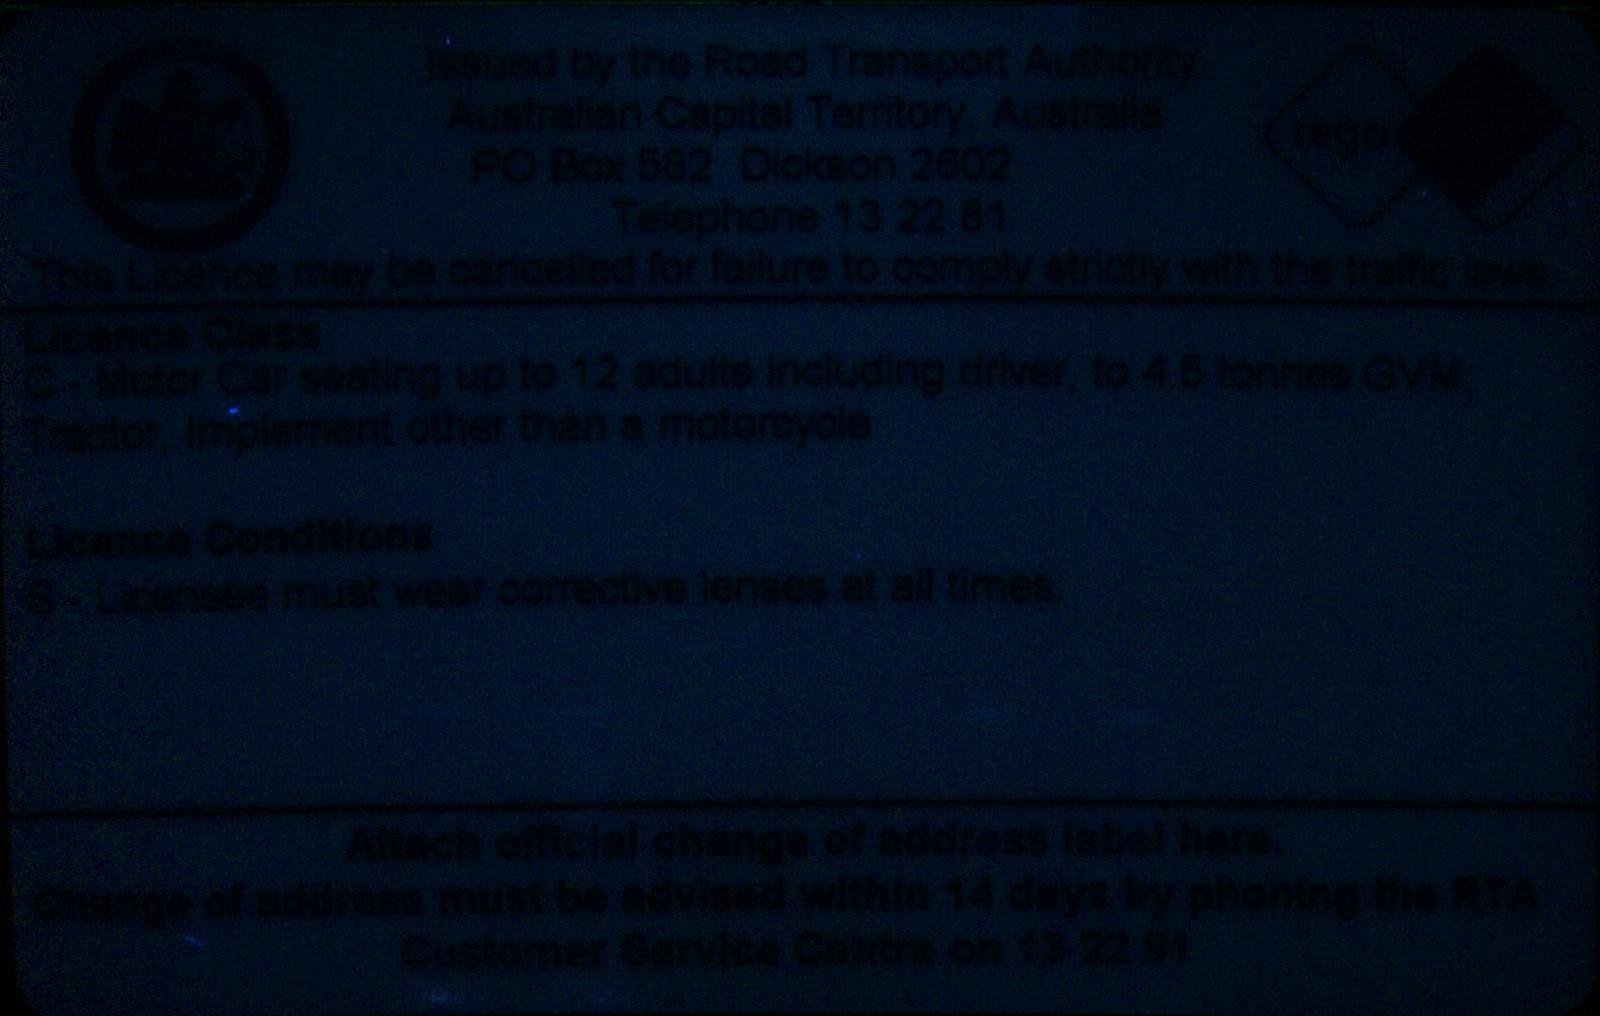 Issued by the Road Transport Authority
Australian Capital Territory, Australia
PO Box 582 Dickson 2602
Telephone 13 22 81
This Licence may be cancelled for failure to comply strictly with the traffic laws
Licence Class
C - Motor Car seating up to 12 adults including driver, to 4.5 tonnes GVM;
Tractor, Implement other than a motorcycle
Licence Conditions
S - Licensee must wear corrective lenses at all times.
Attach official change of address label here.
Change of address must be advised within 14 days by phoning the RTA
Customer Service Centre on 13 22 81